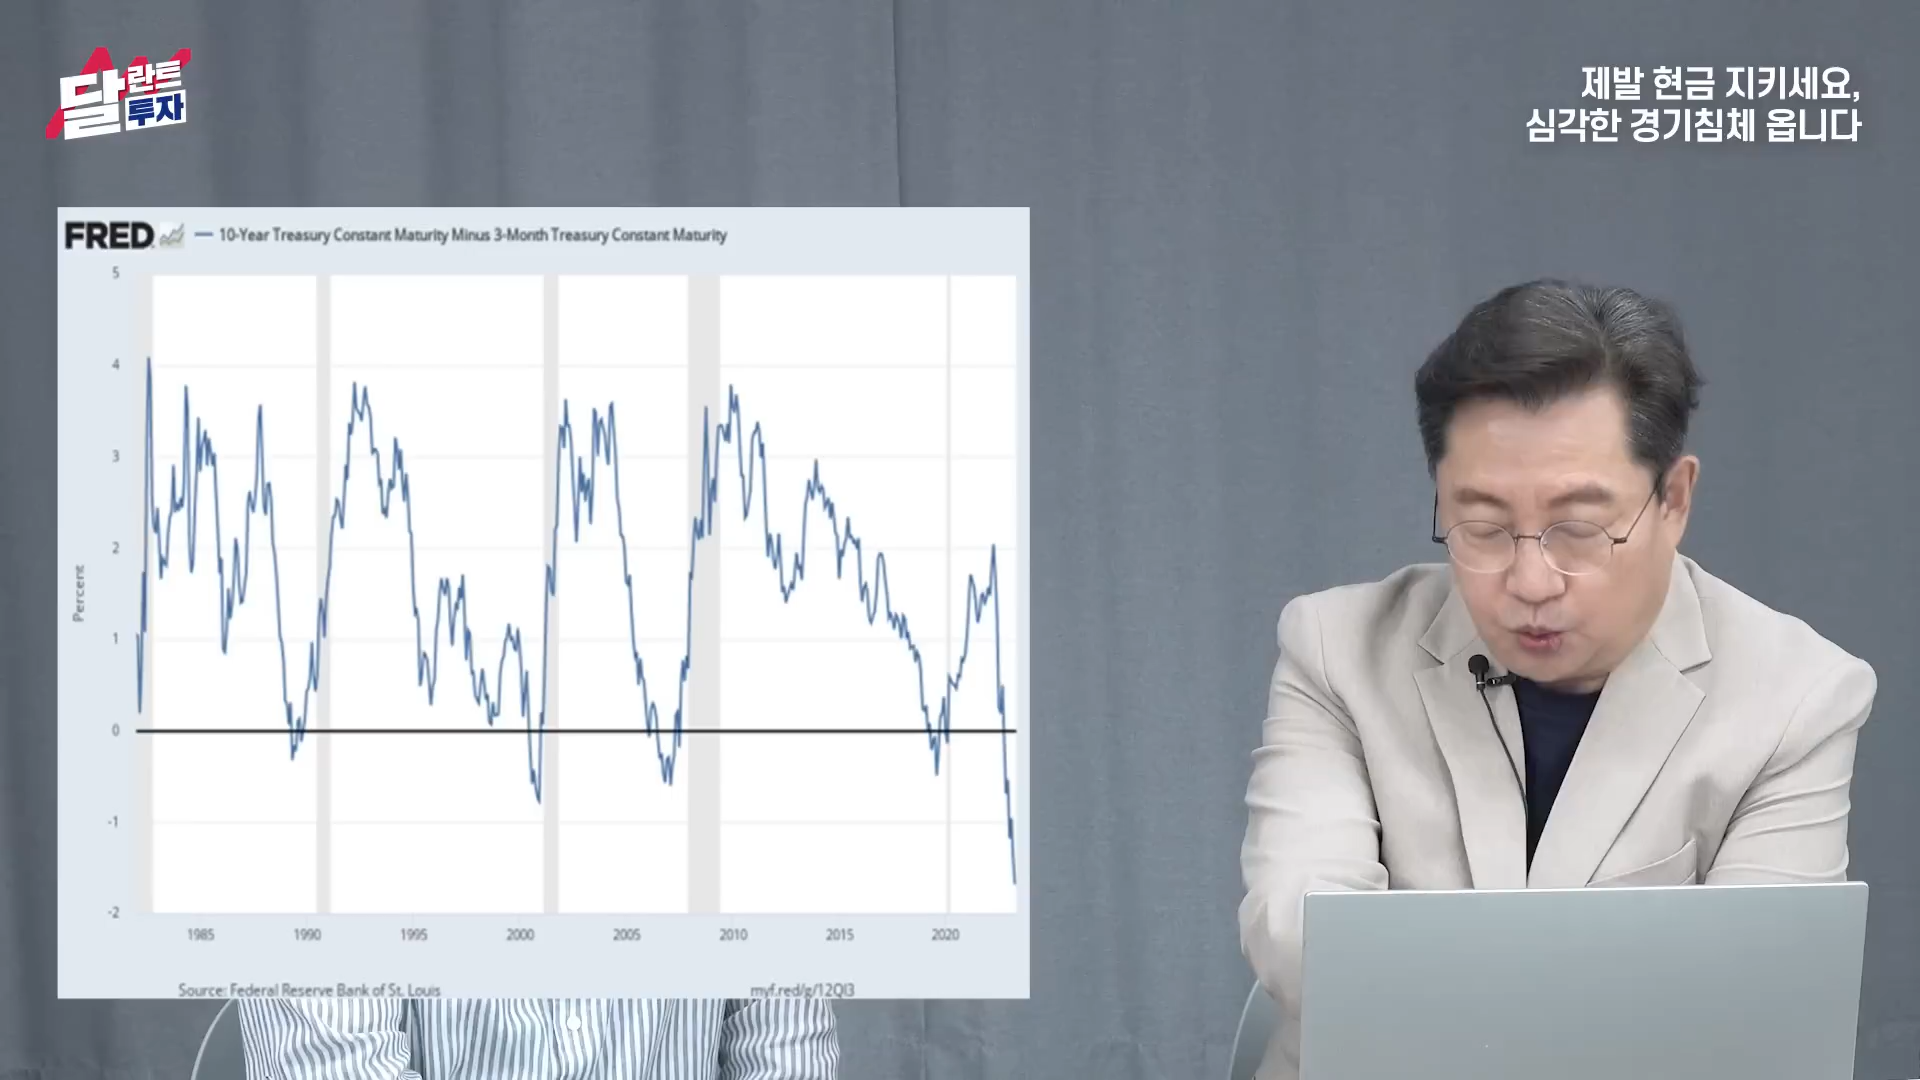 달란트
투자
제발 현금 지키세요,
심각한 경기침체 옵니다
FRED
10-Year Treasury Constant Maturity Minus 3-Month Treasury Constant Maturity
5
4
3
2
1
0
-1
-2
Percent
1985 1990 1995 2000 2005 2010 2015 2020
Source: Federal Reserve Bank of St. Louis
myf.red/g/12QI3